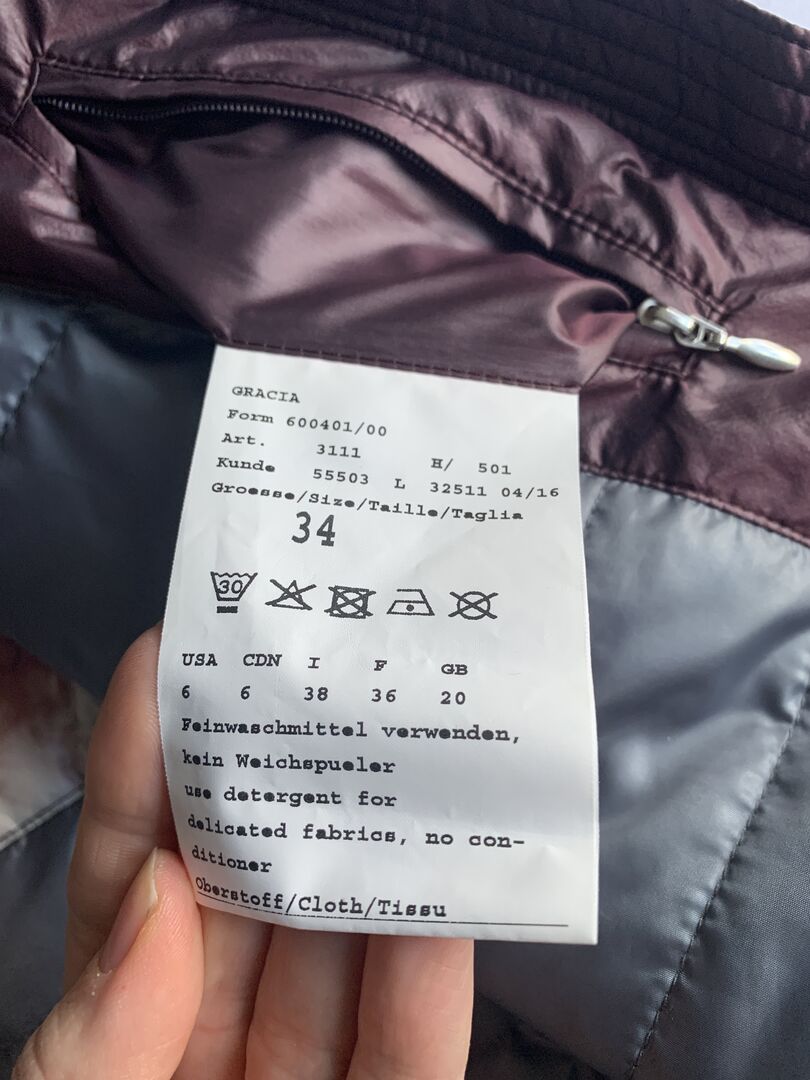 GRACIA
Form 600401/00
Art. 3111 H/ 501
Kunde 55503 L 32511 04/16
Groesse/Size/Taille/Taglia
34
30
USA CDN I F GB
6 6 38 36 20
Feinwaschmittel verwenden,
kein Weichspueler
use detergent for
delicated fabrics, no con-
ditioner
Oberstoff/Cloth/Tissu